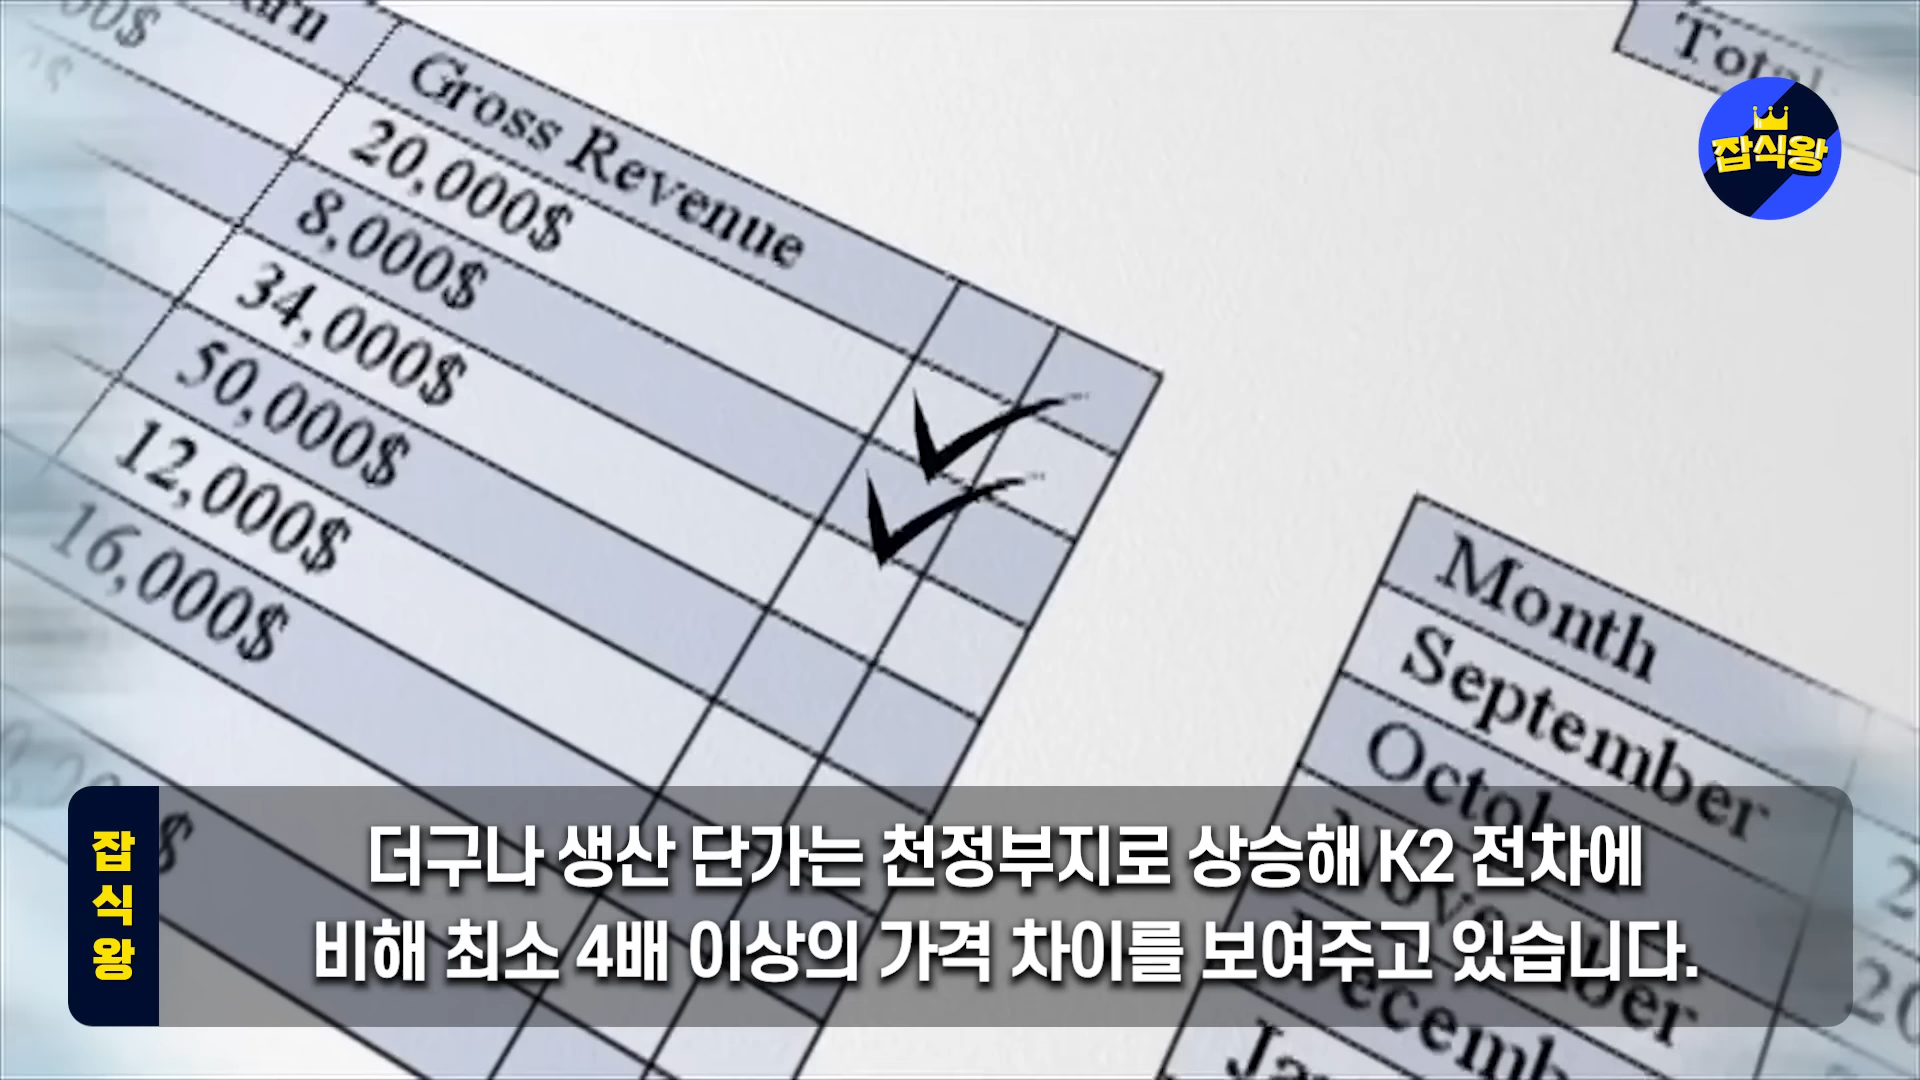 Gross Revenue
20,000$
8,000$
34,000$
50,000$
12,000$
16,000$
$
Total
잡식왕
Month
September
October
November
December
잡식왕
더구나 생산 단가는 천정부지로 상승해 K2 전차에
비해 최소 4배 이상의 가격 차이를 보여주고 있습니다.